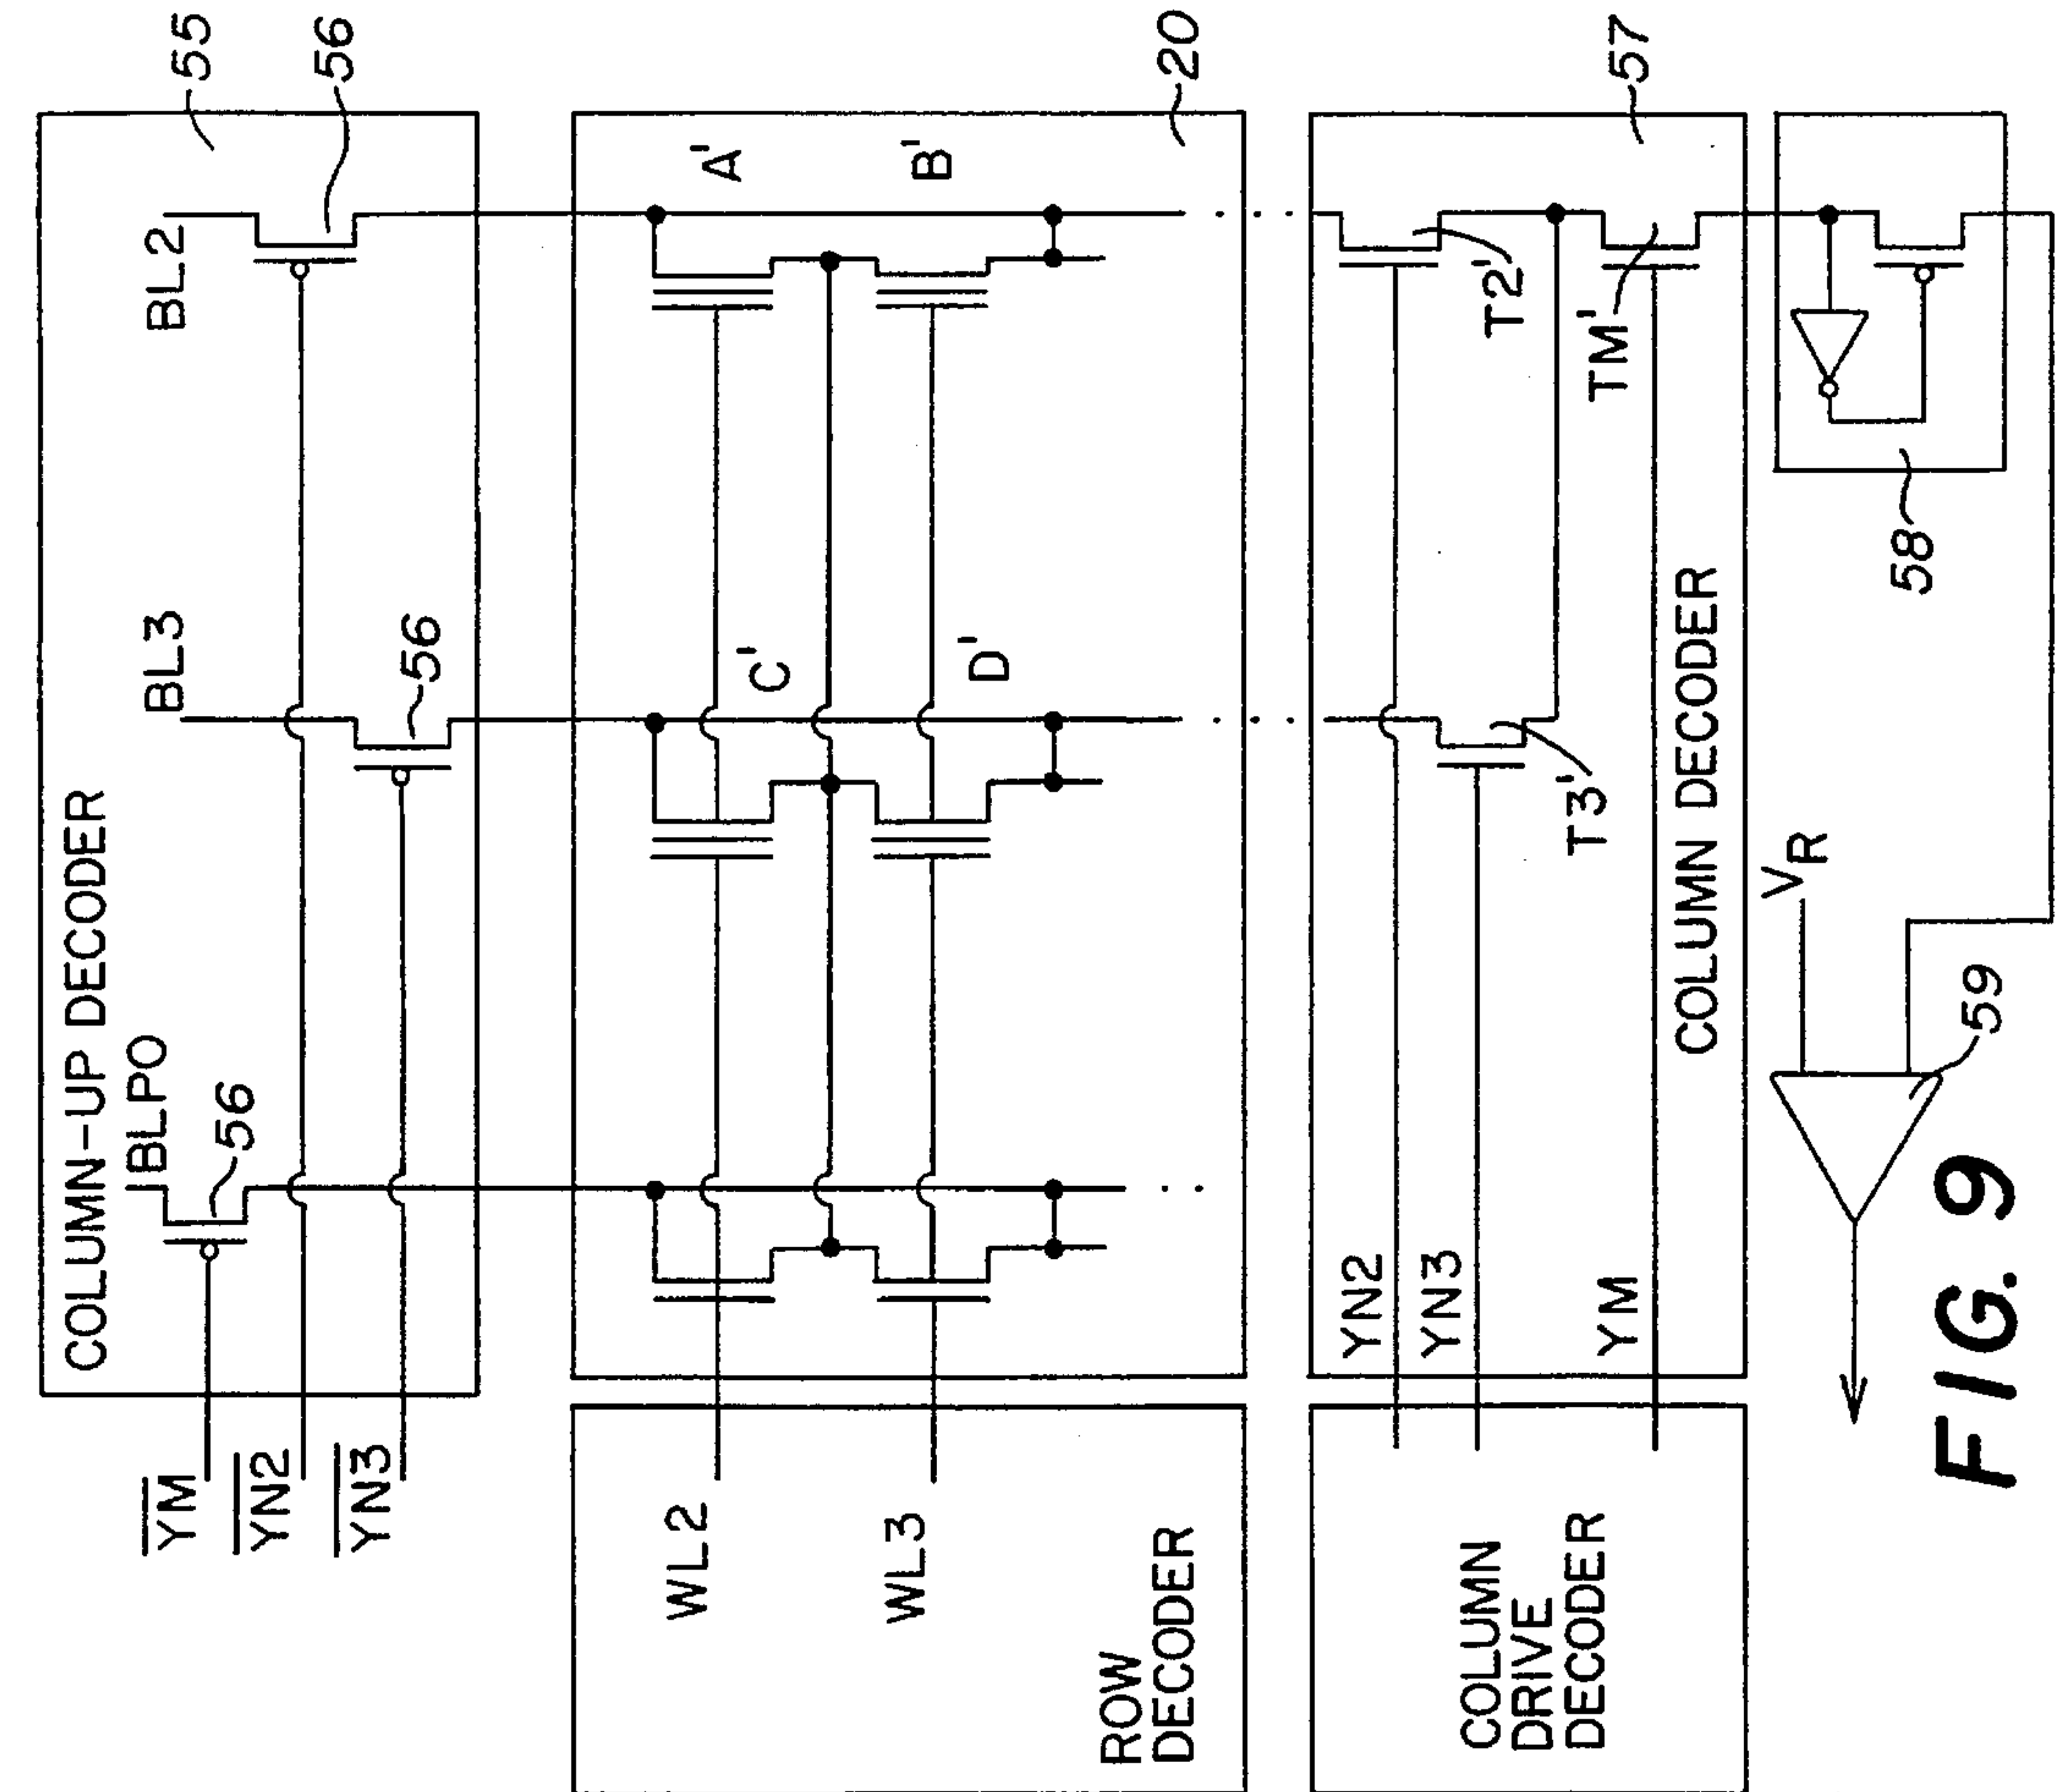 COLUMN-UP DECODER
55
56
BL2
BL3
56
BLPO
56
YM
YN2
YN3
20
A'
B'
C'
D'
WL2
WL3
ROW
DECODER
57
T2'
TM'
T3'
YN2
YN3
YM
COLUMN DECODER
COLUMN
DRIVE
DECODER
58
VR
59
FIG. 9